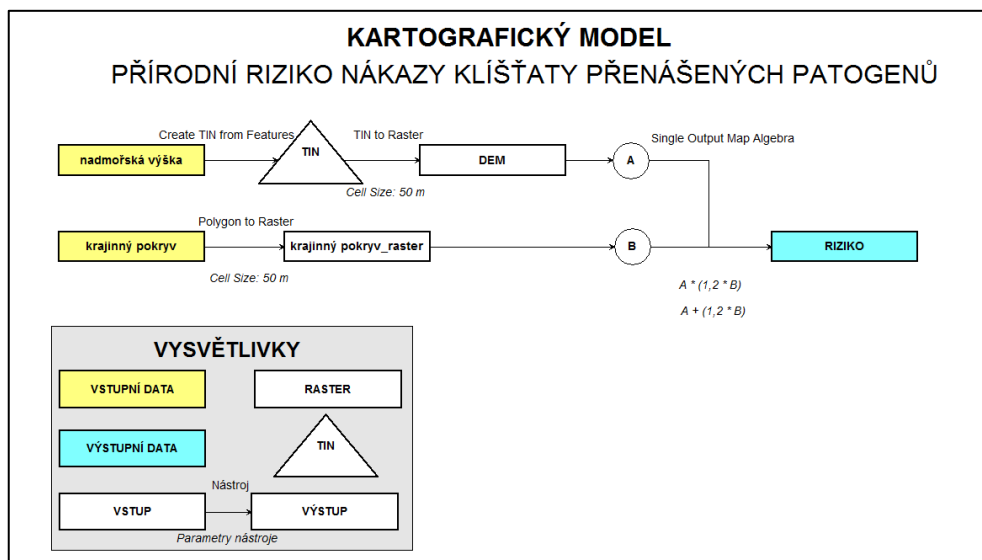 KARTOGRAFICKÝ MODEL
PŘÍRODNÍ RIZIKO NÁKAZY KLÍŠŤATY PŘENÁŠENÝCH PATOGENŮ
Create TIN from Features
TIN to Raster
Single Output Map Algebra
nadmořská výška
TIN
DEM
A
Cell Size: 50 m
Polygon to Raster
krajinný pokryv
krajinný pokryv_raster
B
RIZIKO
Cell Size: 50 m
A * (1,2 * B)
A + (1,2 * B)
VYSVĚTLIVKY
VSTUPNÍ DATA
RASTER
VÝSTUPNÍ DATA
TIN
Nástroj
VSTUP
VÝSTUP
Parametry nástroje